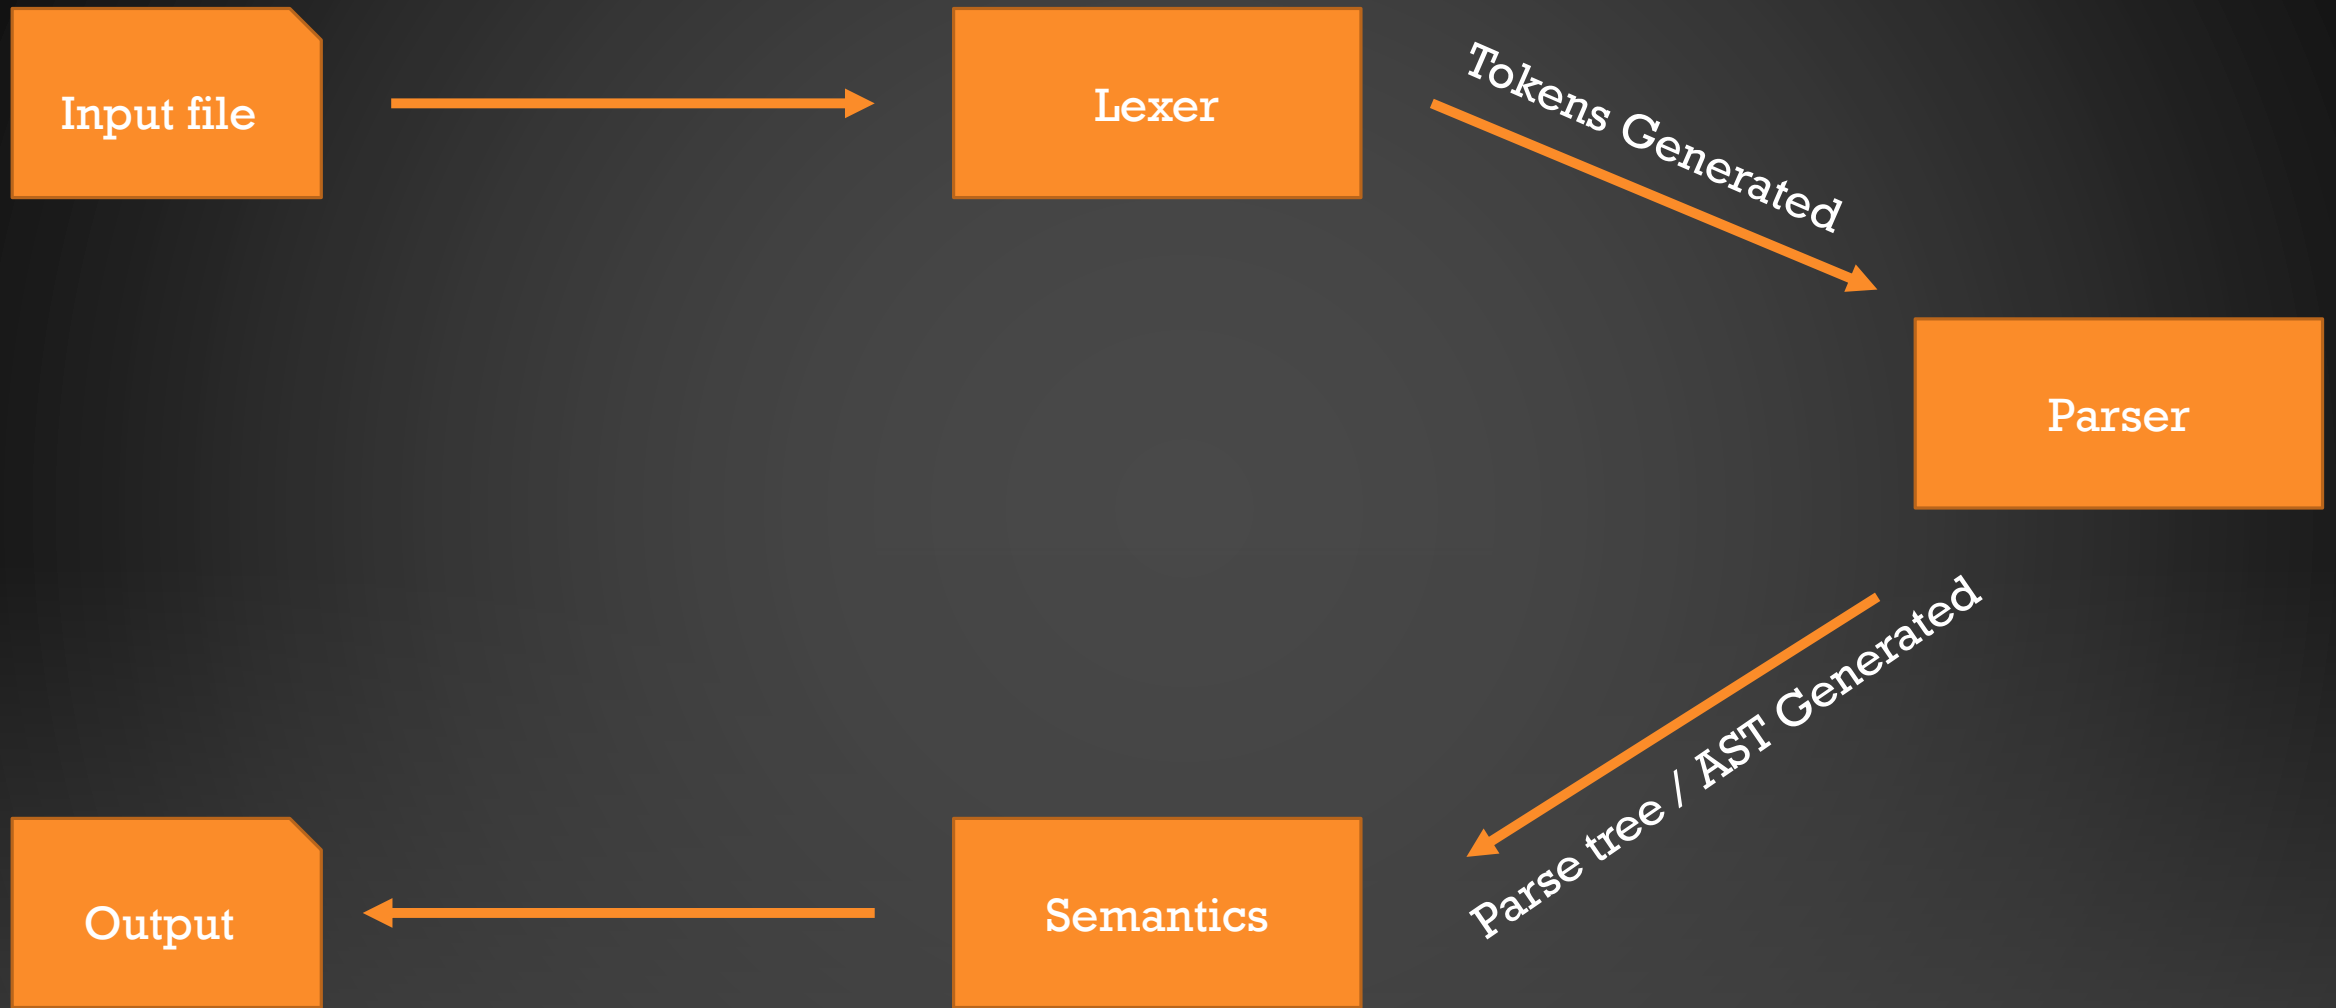 Input file
Lexer
Tokens Generated
Parser
Parse tree / AST Generated
Semantics
Output